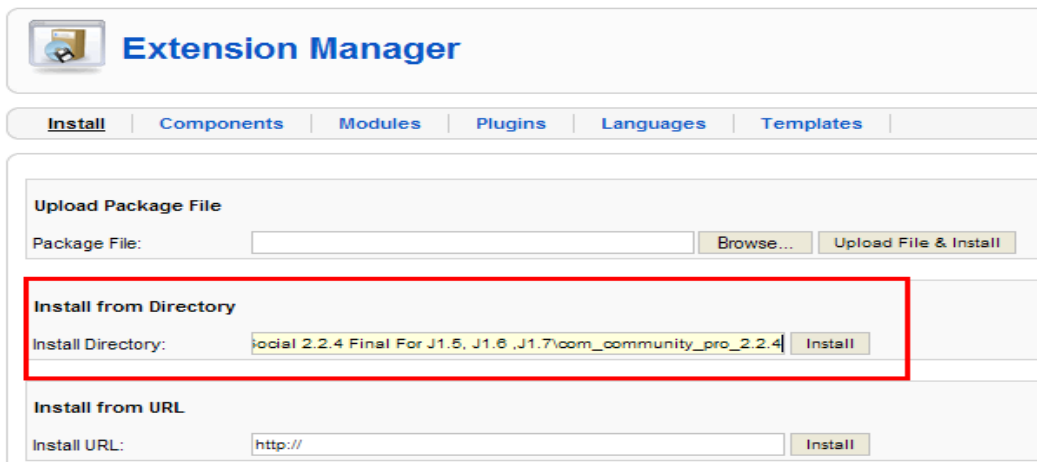 Extension Manager
Install Components Modules Plugins Languages Templates
Upload Package File
Package File: Browse... Upload File & Install
Install from Directory
Install Directory: Social 2.2.4 Final For J1.5, J1.6 ,J1.7\com_community_pro_2.2.4 Install
Install from URL
Install URL: http:// Install